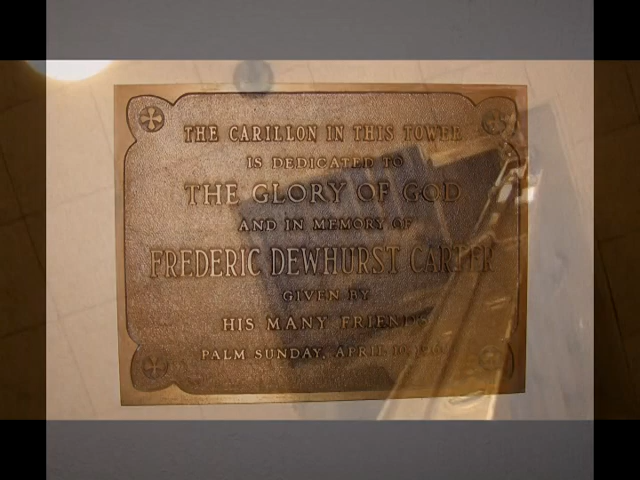 THE CARILLON IN THIS TOWER
IS DEDICATED TO
THE GLORY OF GOD
AND IN MEMORY OF
FREDERIC DEWHURST CARTER
GIVEN BY
HIS MANY FRIENDS
PALM SUNDAY, APRIL 10,